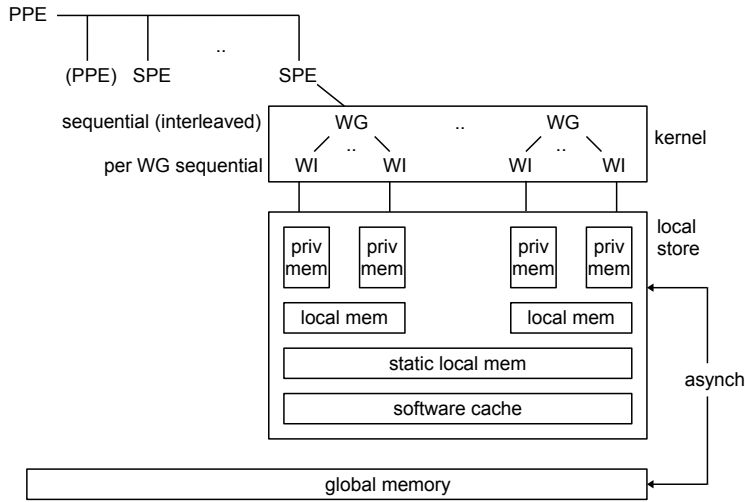 PPE
(PPE) SPE .. SPE
sequential (interleaved) WG .. WG
kernel
.. ..
per WG sequential WI WI WI WI
local
store
priv priv priv priv
mem mem mem mem
local mem local mem
static local mem
asynch
software cache
global memory